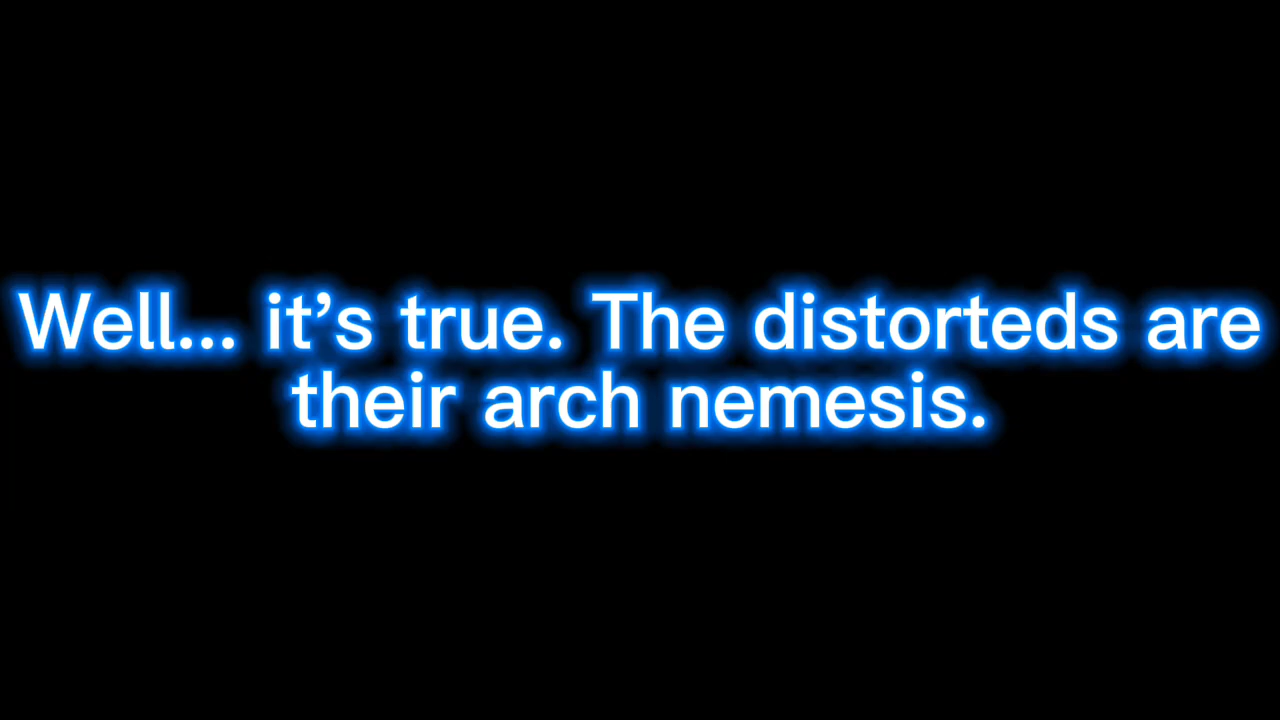 Well... it’s true. The distorteds are
their arch nemesis.